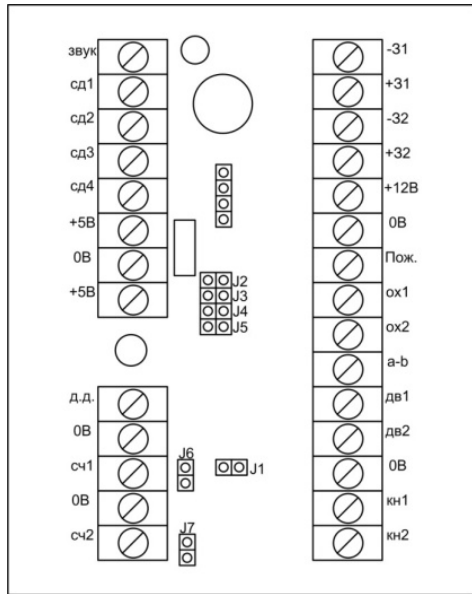 звук
сд1
сд2
сд3
сд4
+5В
0В
+5В
д.д.
0В
сч1
0В
сч2
J2
J3
J4
J5
J6
J1
J7
-З1
+З1
-З2
+З2
+12В
0В
Пож.
ох1
ох2
a-b
дв1
дв2
0В
кн1
кн2